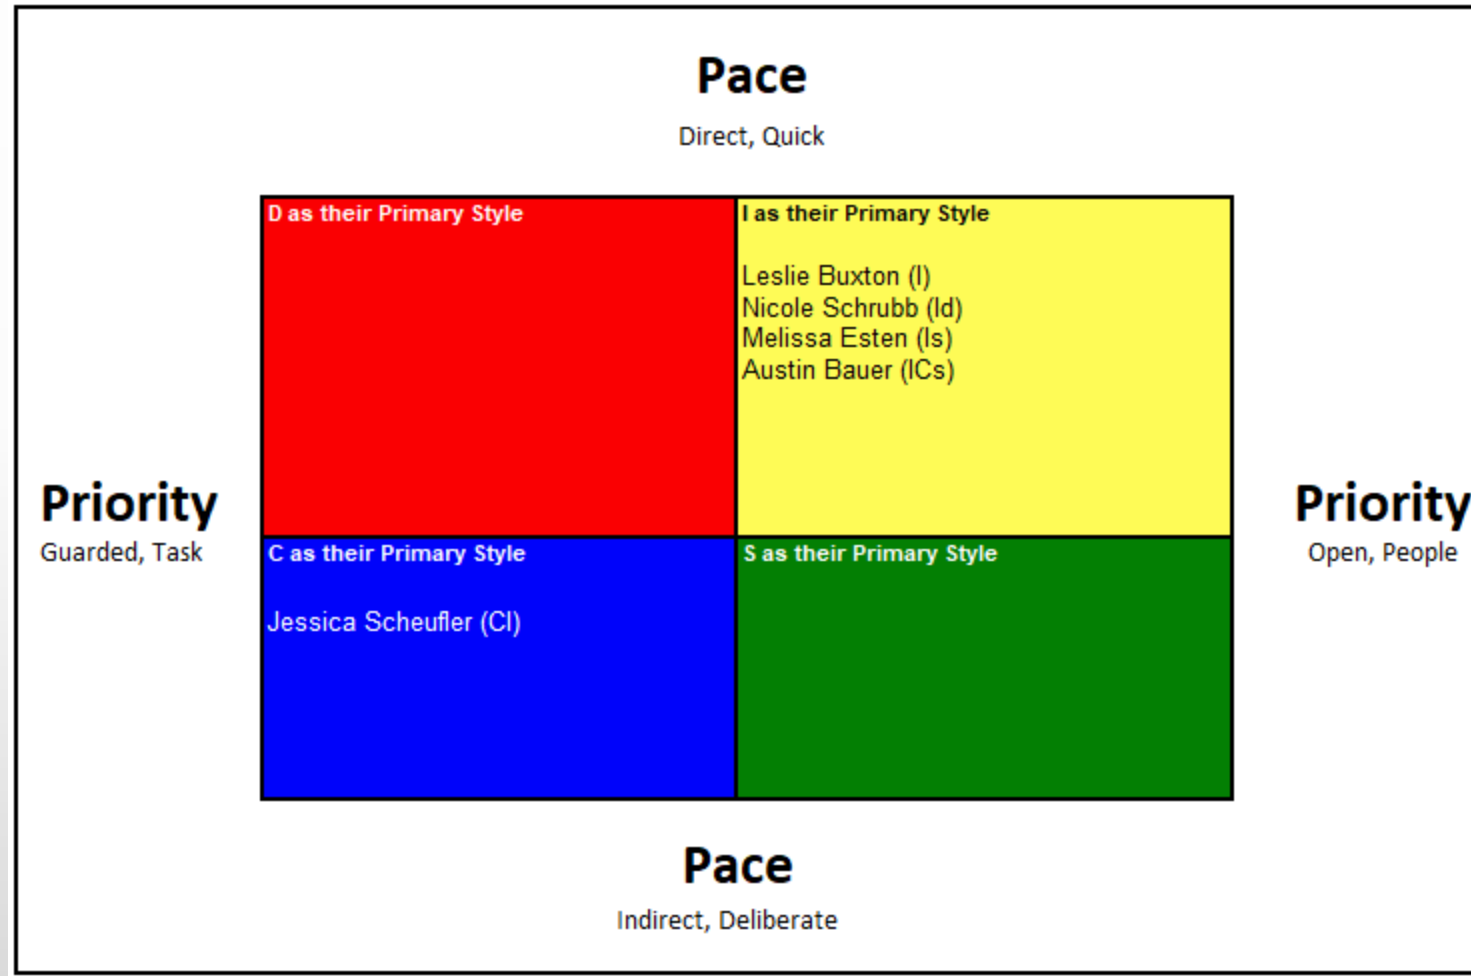 Pace
Direct, Quick
D as their Primary Style
I as their Primary Style
Leslie Buxton (I)
Nicole Schrubb (Id)
Melissa Esten (Is)
Austin Bauer (ICs)
Priority
Guarded, Task
Priority
Open, People
C as their Primary Style
Jessica Scheufler (CI)
S as their Primary Style
Pace
Indirect, Deliberate